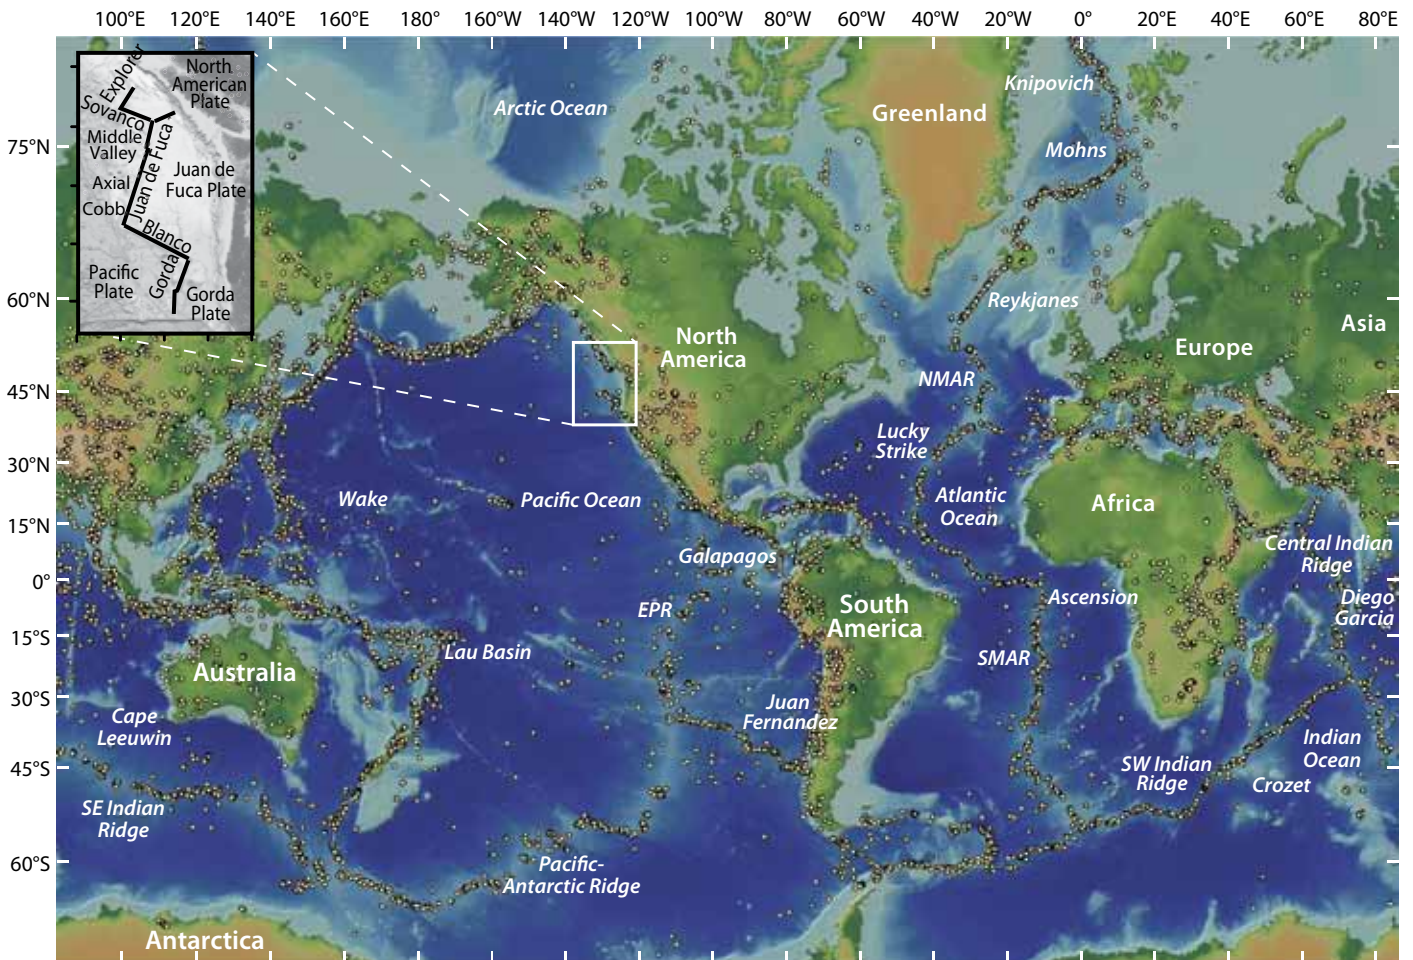 100°E 120°E 140°E 160°E 180° 160°W 140°W 120°W 100°W 80°W 60°W 40°W 20°W 0° 20°E 40°E 60°E 80°E
75°N
60°N
45°N
30°N
15°N
0°
15°S
30°S
45°S
60°S
Explorer
North
American
Plate
Sovanco
Middle
Valley
Juan de Fuca
Juan de
Fuca Plate
Axial
Cobb
Blanco
Gorda
Pacific
Plate
Gorda
Plate
Arctic Ocean
Greenland
Knipovich
Mohns
Reykjanes
North
America
NMAR
Europe
Asia
Lucky
Strike
Wake
Pacific Ocean
Atlantic
Ocean
Africa
Galapagos
Central Indian
Ridge
EPR
South
America
Ascension
Diego
Garcia
Lau Basin
SMAR
Australia
Cape
Leeuwin
Juan
Fernandez
SW Indian
Ridge
Indian
Ocean
Crozet
SE Indian
Ridge
Pacific-
Antarctic Ridge
Antarctica